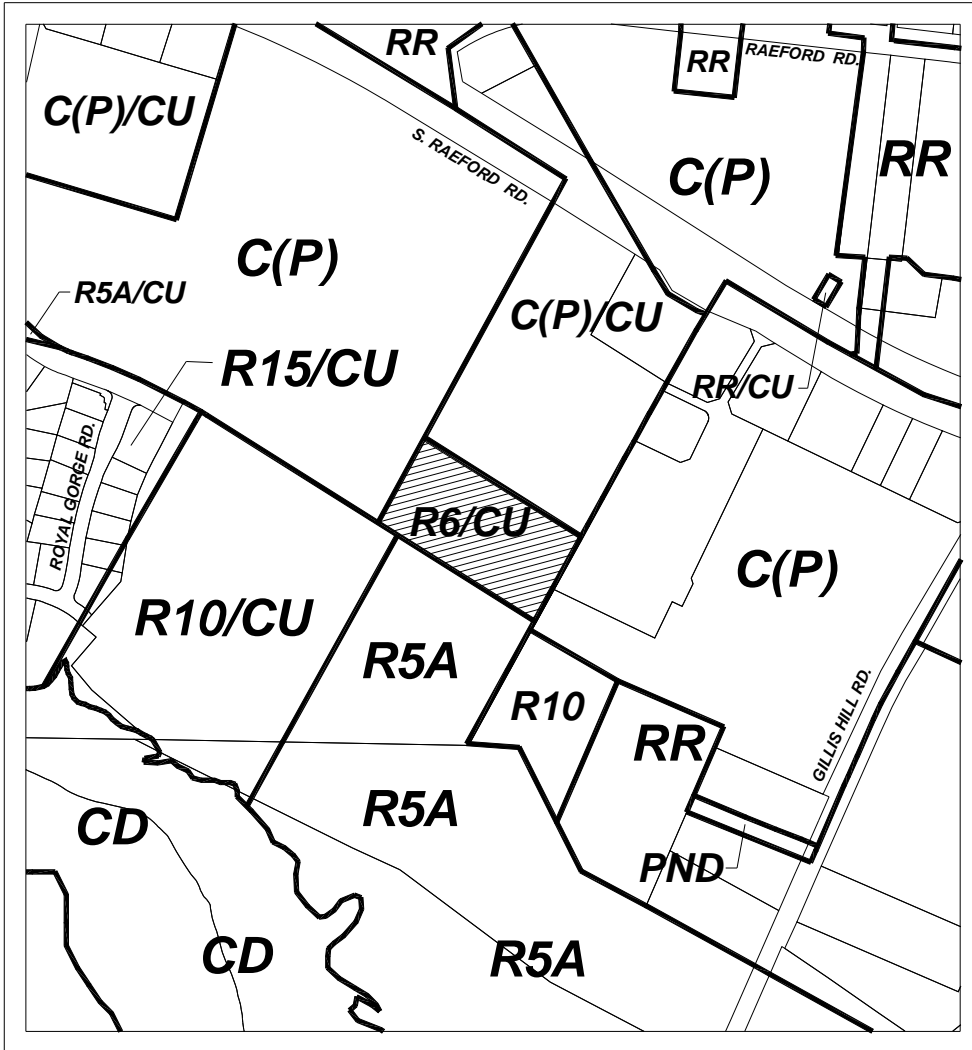 RR
RAEFORD RD.
RR
C(P)/CU
S. RAEFORD RD.
C(P)
RR
C(P)
R5A/CU
C(P)/CU
R15/CU
RR/CU
ROYAL GORGE RD.
R6/CU
C(P)
R10/CU
R5A
R10
GILLIS HILL RD.
RR
R5A
CD
PND
CD
R5A